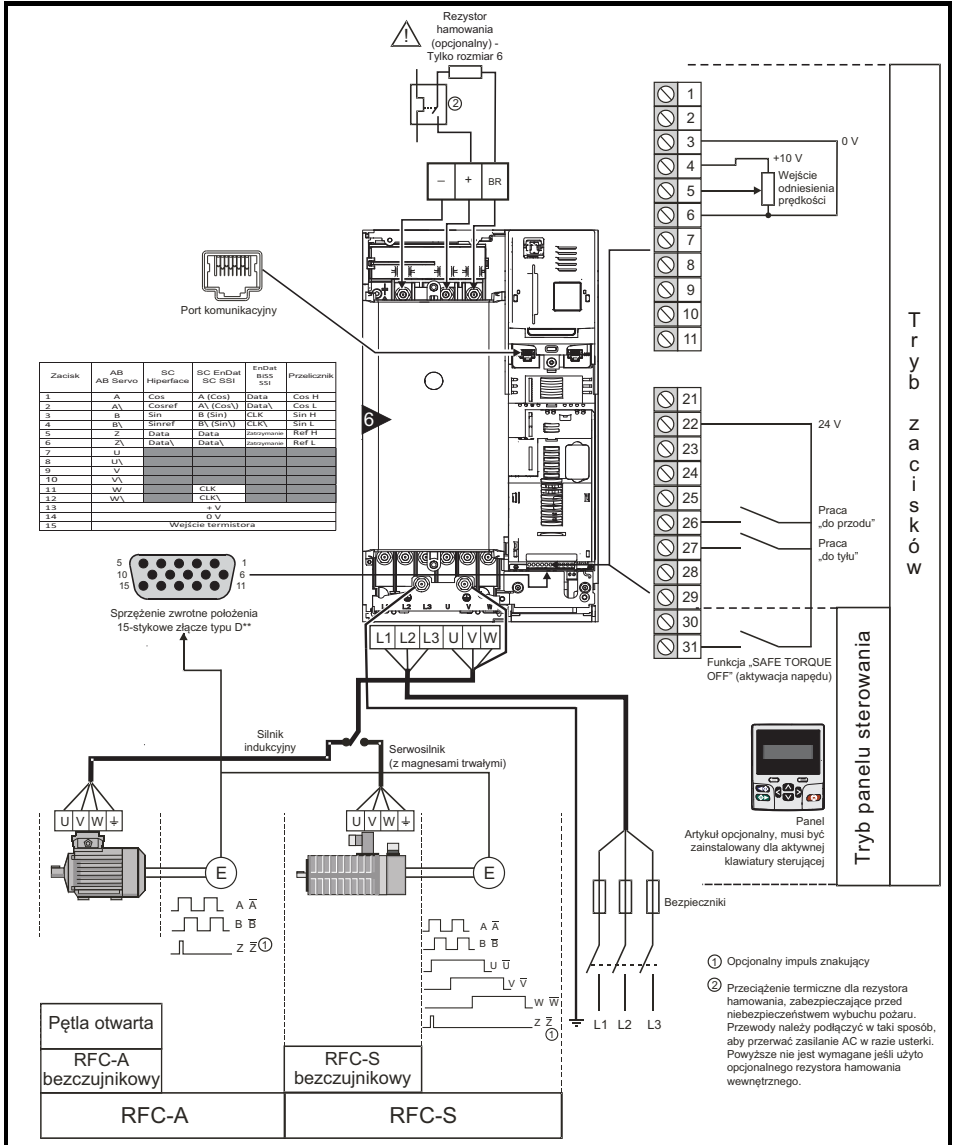 Rezystor
hamowania
(opcjonalny) -
Tylko rozmiar 6
②
– + BR
1
2
3 0 V
4 +10 V
5 Wejście
odniesienia
prędkości
6
7
8
9
10
11
Port komunikacyjny
Zacisk AB AB Servo SC Hiperface SC EnDat SC SSI EnDat BiSS SSI Przelicznik
1 A Cos A (Cos) Data Cos H
2 A\ Cosref A\ (Cos\) Data\ Cos L
3 B Sin B (Sin) CLK Sin H
4 B\ Sinref B\ (Sin\) CLK\ Sin L
5 Z Data Data Zatrzymanie Ref H
6 Z\ Data\ Data\ Zatrzymanie Ref L
7 U
8 U\
9 V
10 V\
11 W CLK
12 W\ CLK\
13 + V
14 0 V
15 Wejście termistora
6
21
22 24 V
23
24
25
26 Praca
„do przodu”
27 Praca
„do tyłu”
28
29
30
31
Funkcja „SAFE TORQUE
OFF” (aktywacja napędu)
Tryb zacisków
Tryb panelu sterowania
5 1
10 6
15 11
Sprzężenie zwrotne położenia
15-stykowe złącze typu D**
L1 L2 L3 U V W
L1 L2 L3 U V W
Silnik
indukcyjny
Serwosilnik
(z magnesami trwałymi)
U V W
U V W
E
E
Panel
Artykuł opcjonalny, musi być
zainstalowany dla aktywnej
klawiatury sterującej
Bezpieczniki
A A̅
B B̅
Z Z̅ ①
A A̅
B B̅
U U̅
V V̅
W W̅
Z Z̅
①
L1 L2 L3
① Opcjonalny impuls znakujący
② Przeciążenie termiczne dla rezystora
hamowania, zabezpieczające przed
niebezpieczeństwem wybuchu pożaru.
Przewody należy podłączyć w taki sposób,
aby przerwać zasilanie AC w razie usterki.
Powyższe nie jest wymagane jeśli użyto
opcjonalnego rezystora hamowania
wewnętrznego.
Pętla otwarta
RFC-A
bezczujnikowy
RFC-S
bezczujnikowy
RFC-A
RFC-S